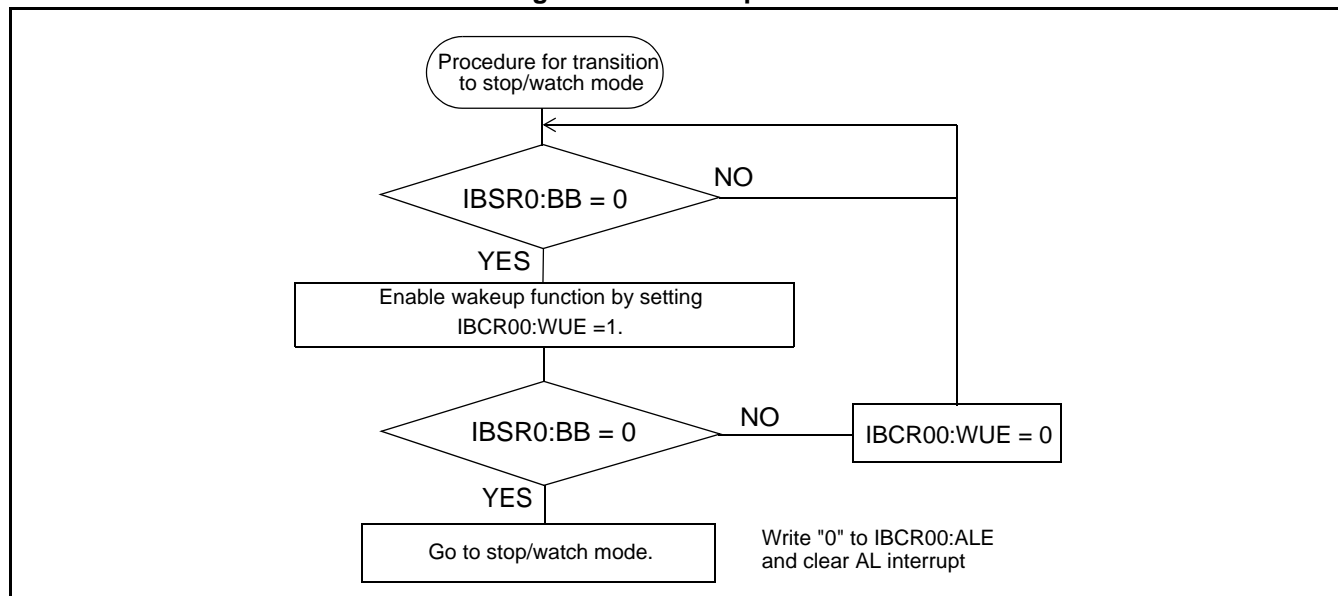 Procedure for transition
to stop/watch mode
IBSR0:BB = 0
NO
YES
Enable wakeup function by setting
IBCR00:WUE =1.
IBSR0:BB = 0
NO
IBCR00:WUE = 0
YES
Go to stop/watch mode.
Write "0" to IBCR00:ALE
and clear AL interrupt